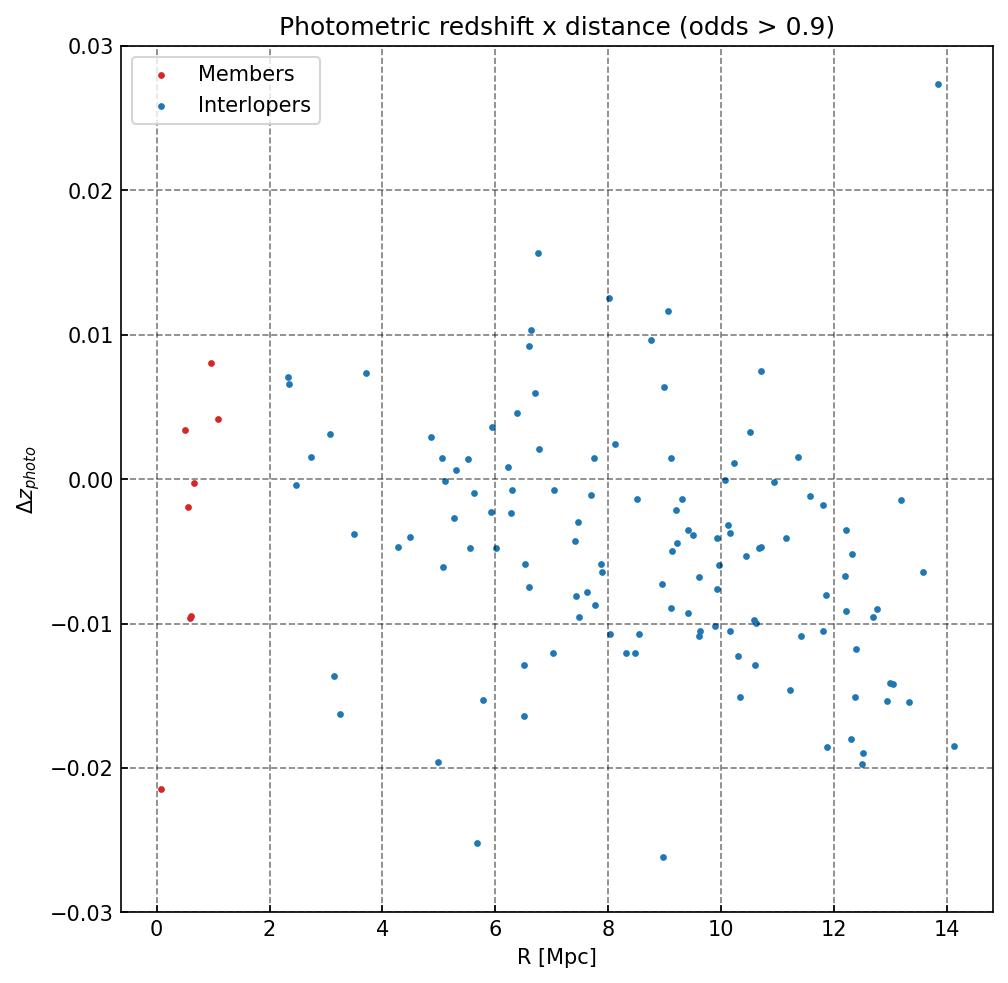 Photometric redshift x distance (odds > 0.9)
Members
Interlopers
0.03
0.02
0.01
0.00
−0.01
−0.02
−0.03
Δz_photo
0 2 4 6 8 10 12 14
R [Mpc]